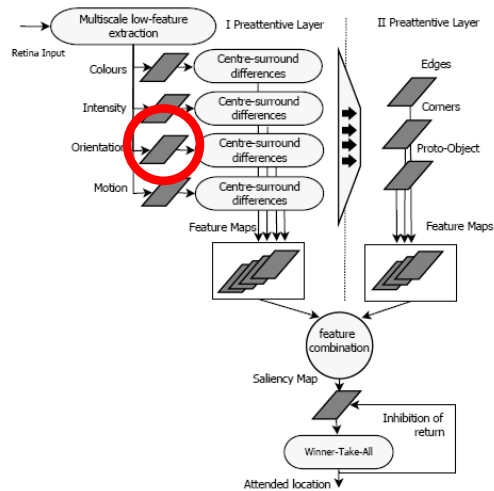 Multiscale low-feature
extraction
I Preattentive Layer
II Preattentive Layer
Retina Input
Colours
Centre-surround
differences
Intensity
Centre-surround
differences
Orientation
Centre-surround
differences
Motion
Centre-surround
differences
Edges
Corners
Proto-Object
Feature Maps
Feature Maps
feature
combination
Saliency Map
Inhibition of
return
Winner-Take-All
Attended location